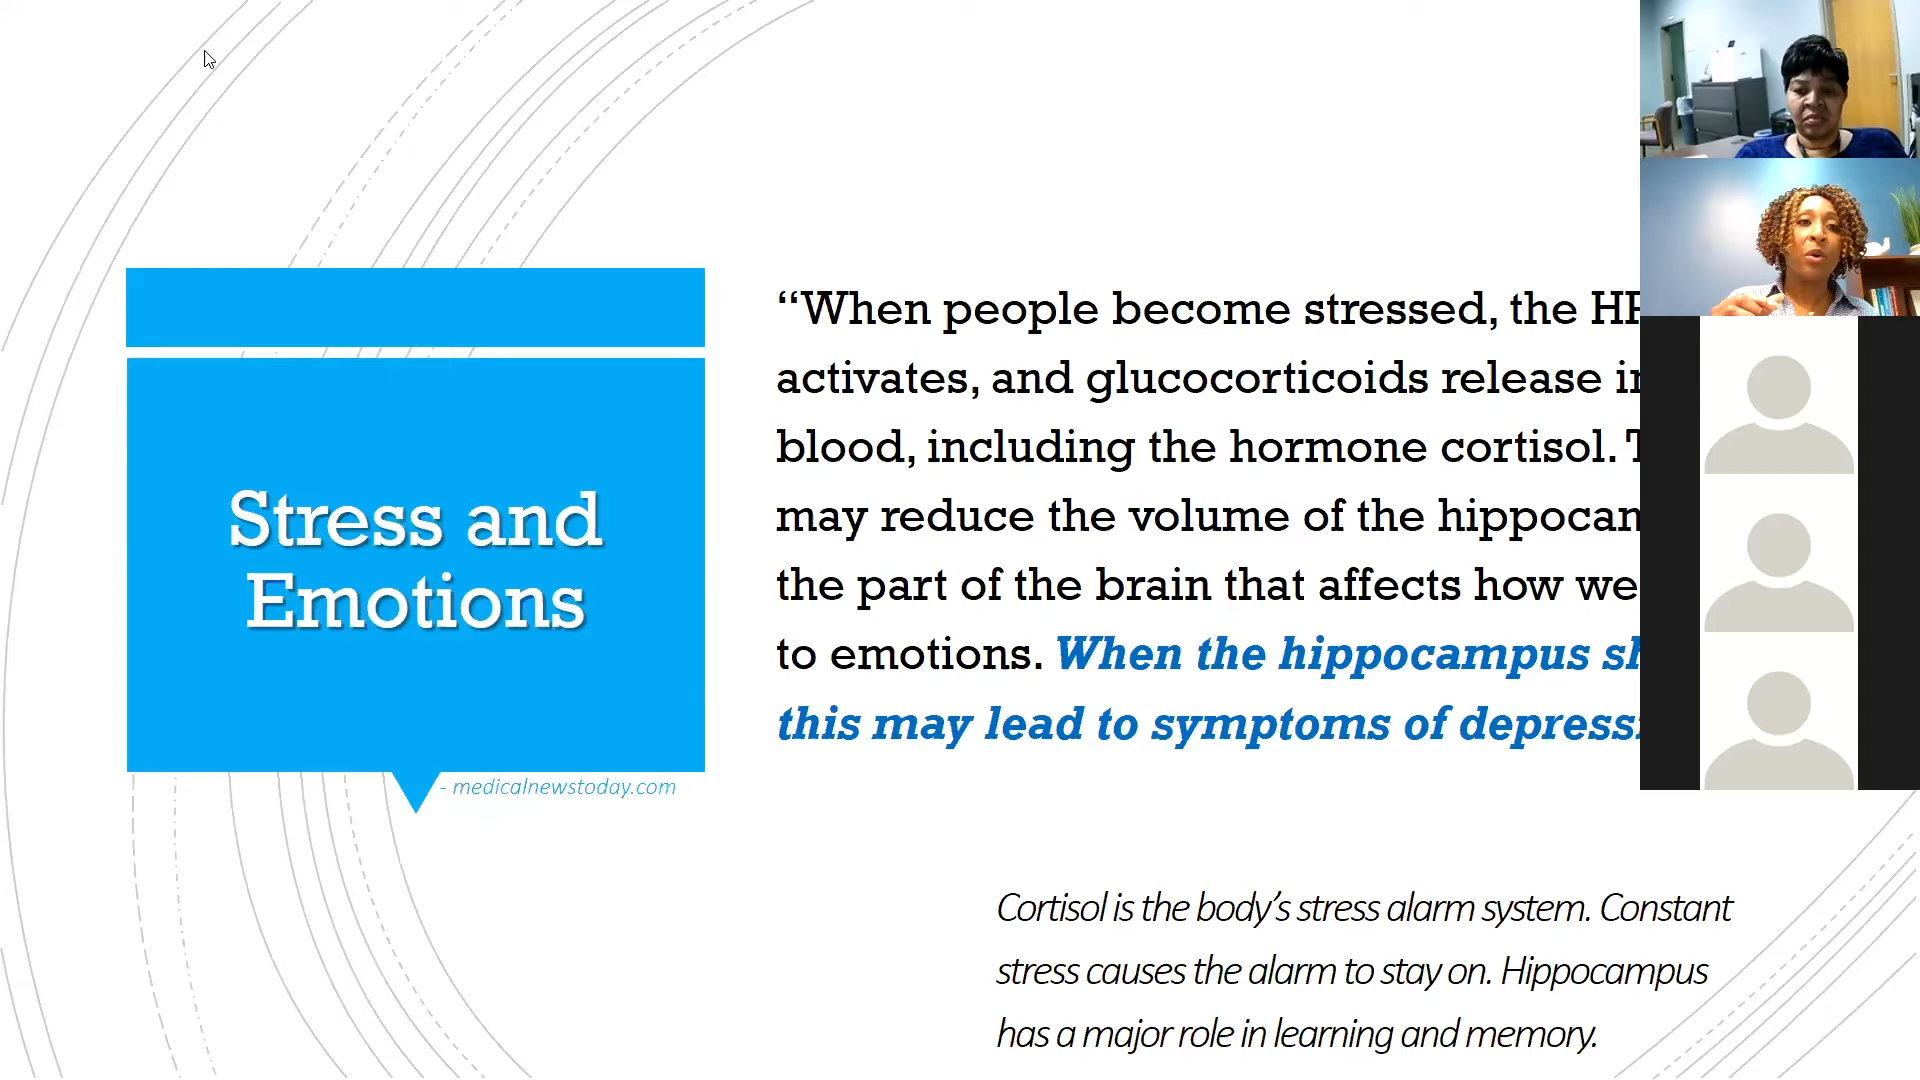 Stress and
Emotions
- medicalnewstoday.com
“When people become stressed, the
activates, and glucocorticoids release
blood, including the hormone cortisol.
may reduce the volume of the
the part of the brain that affects how we
to emotions. When the hippocampus
this may lead to symptoms of
Cortisol is the body’s stress alarm system. Constant
stress causes the alarm to stay on. Hippocampus
has a major role in learning and memory.